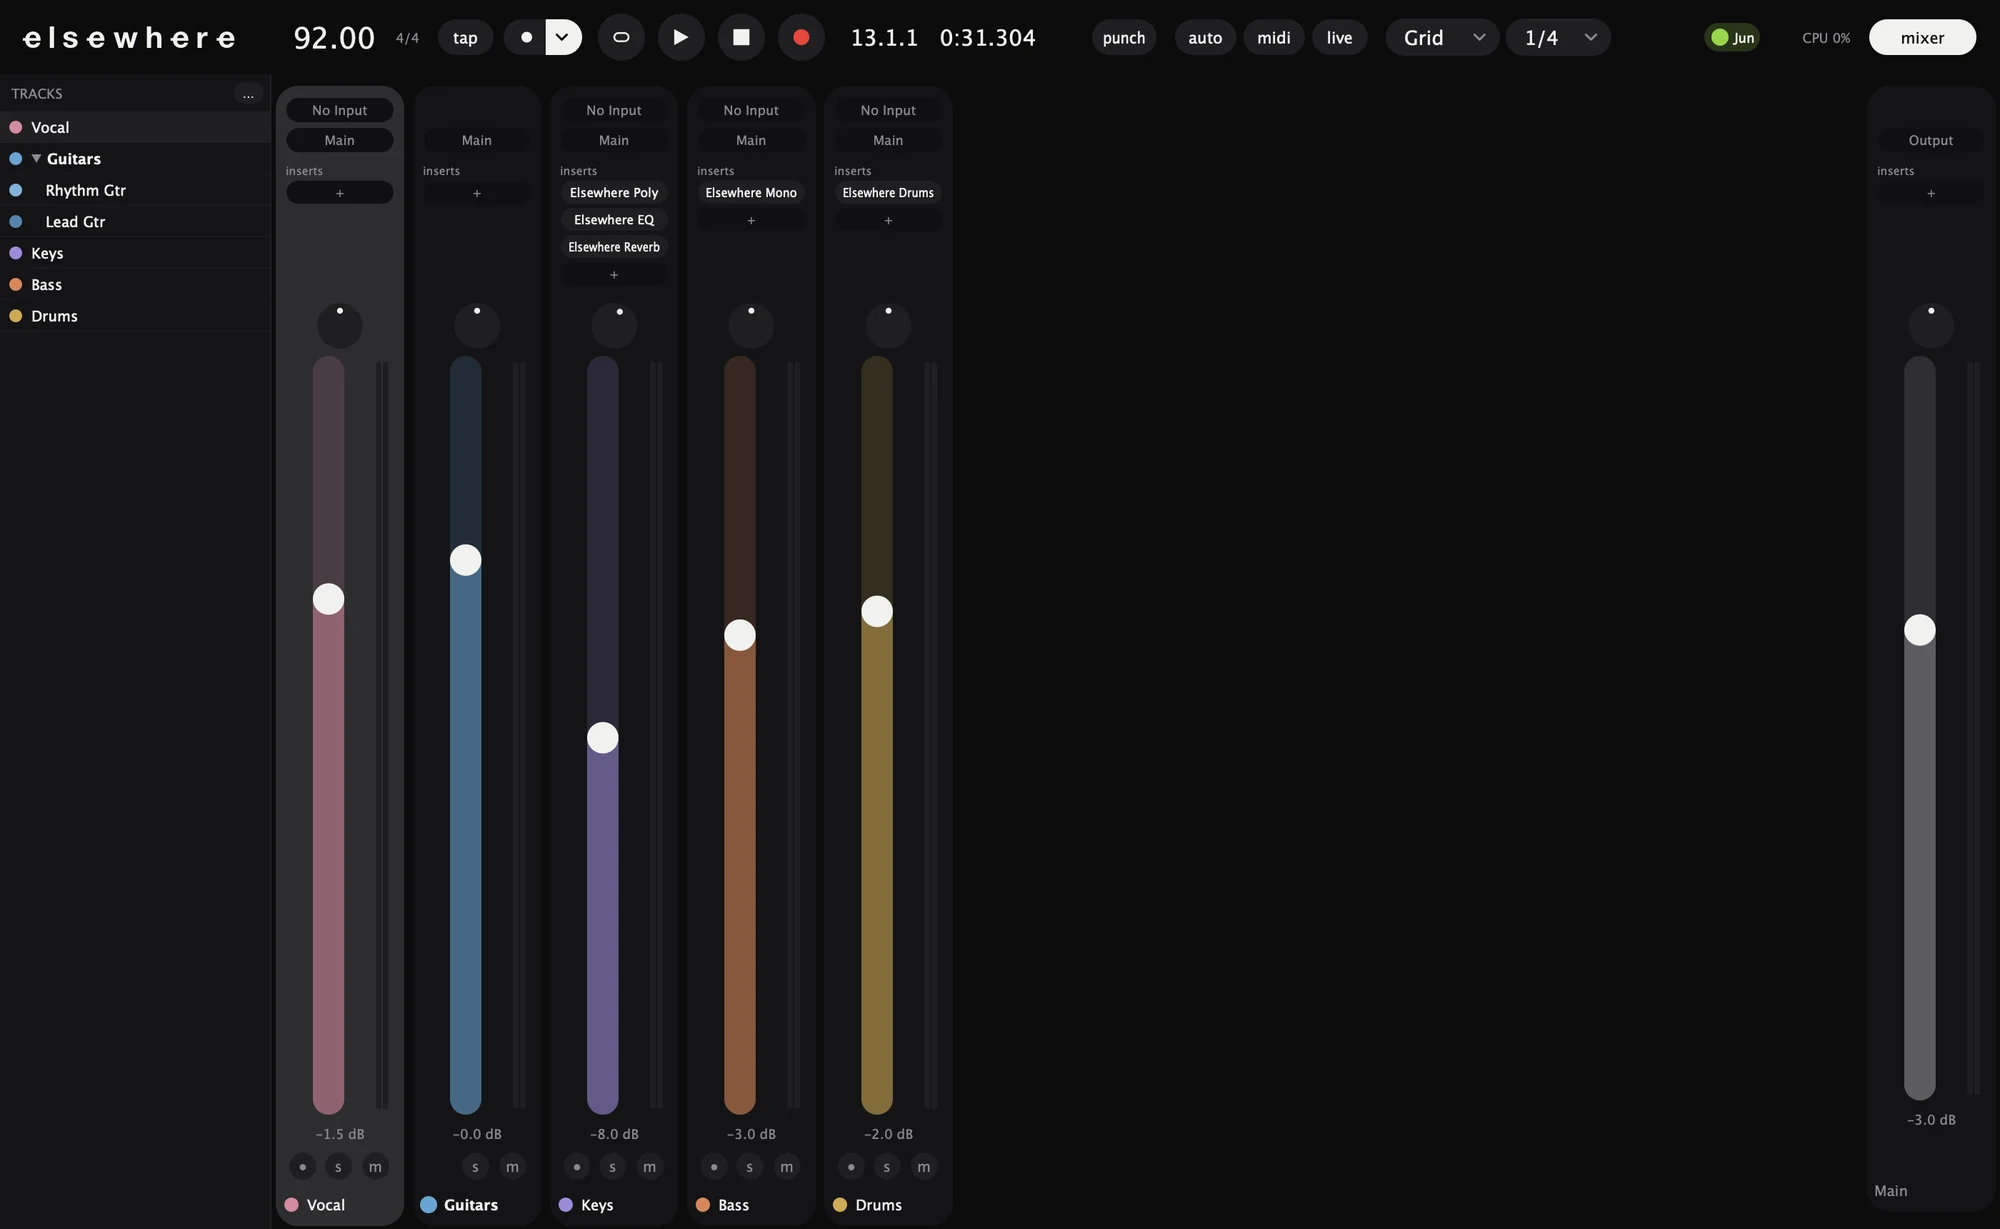 elsewhere 92.00 4/4 tap 13.1.1 0:31.304 punch auto midi live Grid 1/4 Jun CPU 0% mixer
TRACKS ...
Vocal
Guitars
Rhythm Gtr
Lead Gtr
Keys
Bass
Drums
No Input
Main
inserts
+
-1.5 dB
s m
Vocal
Main
inserts
+
-0.0 dB
s m
Guitars
No Input
Main
inserts
Elsewhere Poly
Elsewhere EQ
Elsewhere Reverb
+
-8.0 dB
s m
Keys
No Input
Main
inserts
Elsewhere Mono
+
-3.0 dB
s m
Bass
No Input
Main
inserts
Elsewhere Drums
+
-2.0 dB
s m
Drums
Output
inserts
+
-3.0 dB
Main